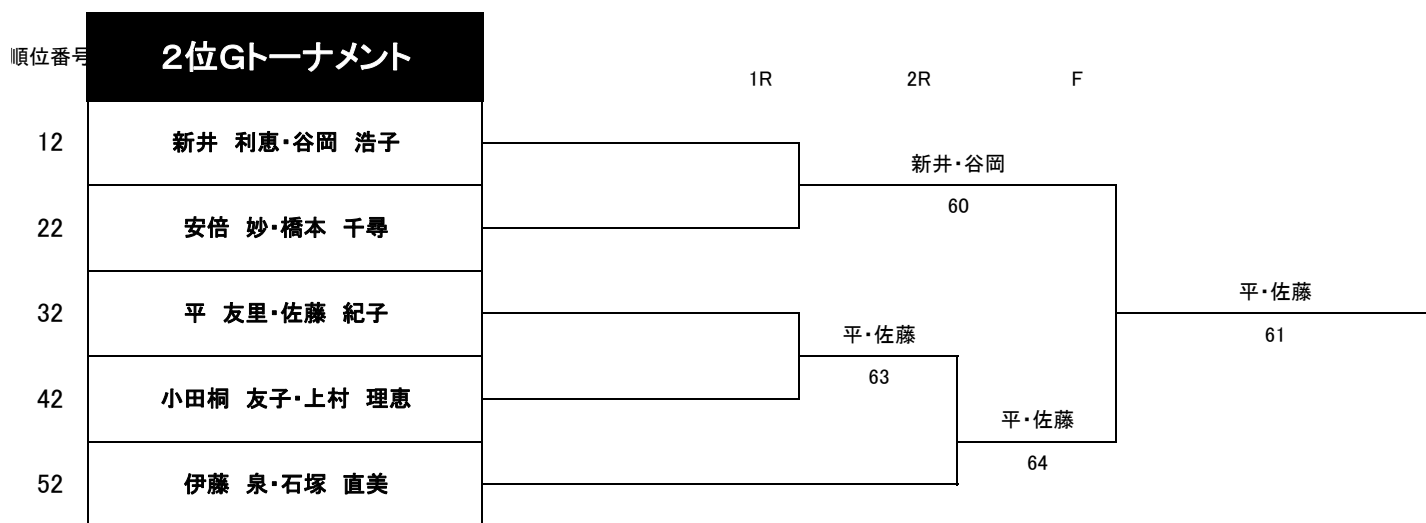 順位番号
２位Gトーナメント
1R
2R
F
12
新井　利恵・谷岡　浩子
新井・谷岡
60
22
安倍　妙・橋本　千尋
平・佐藤
61
32
平　友里・佐藤　紀子
平・佐藤
63
42
小田桐　友子・上村　理恵
平・佐藤
64
52
伊藤　泉・石塚　直美